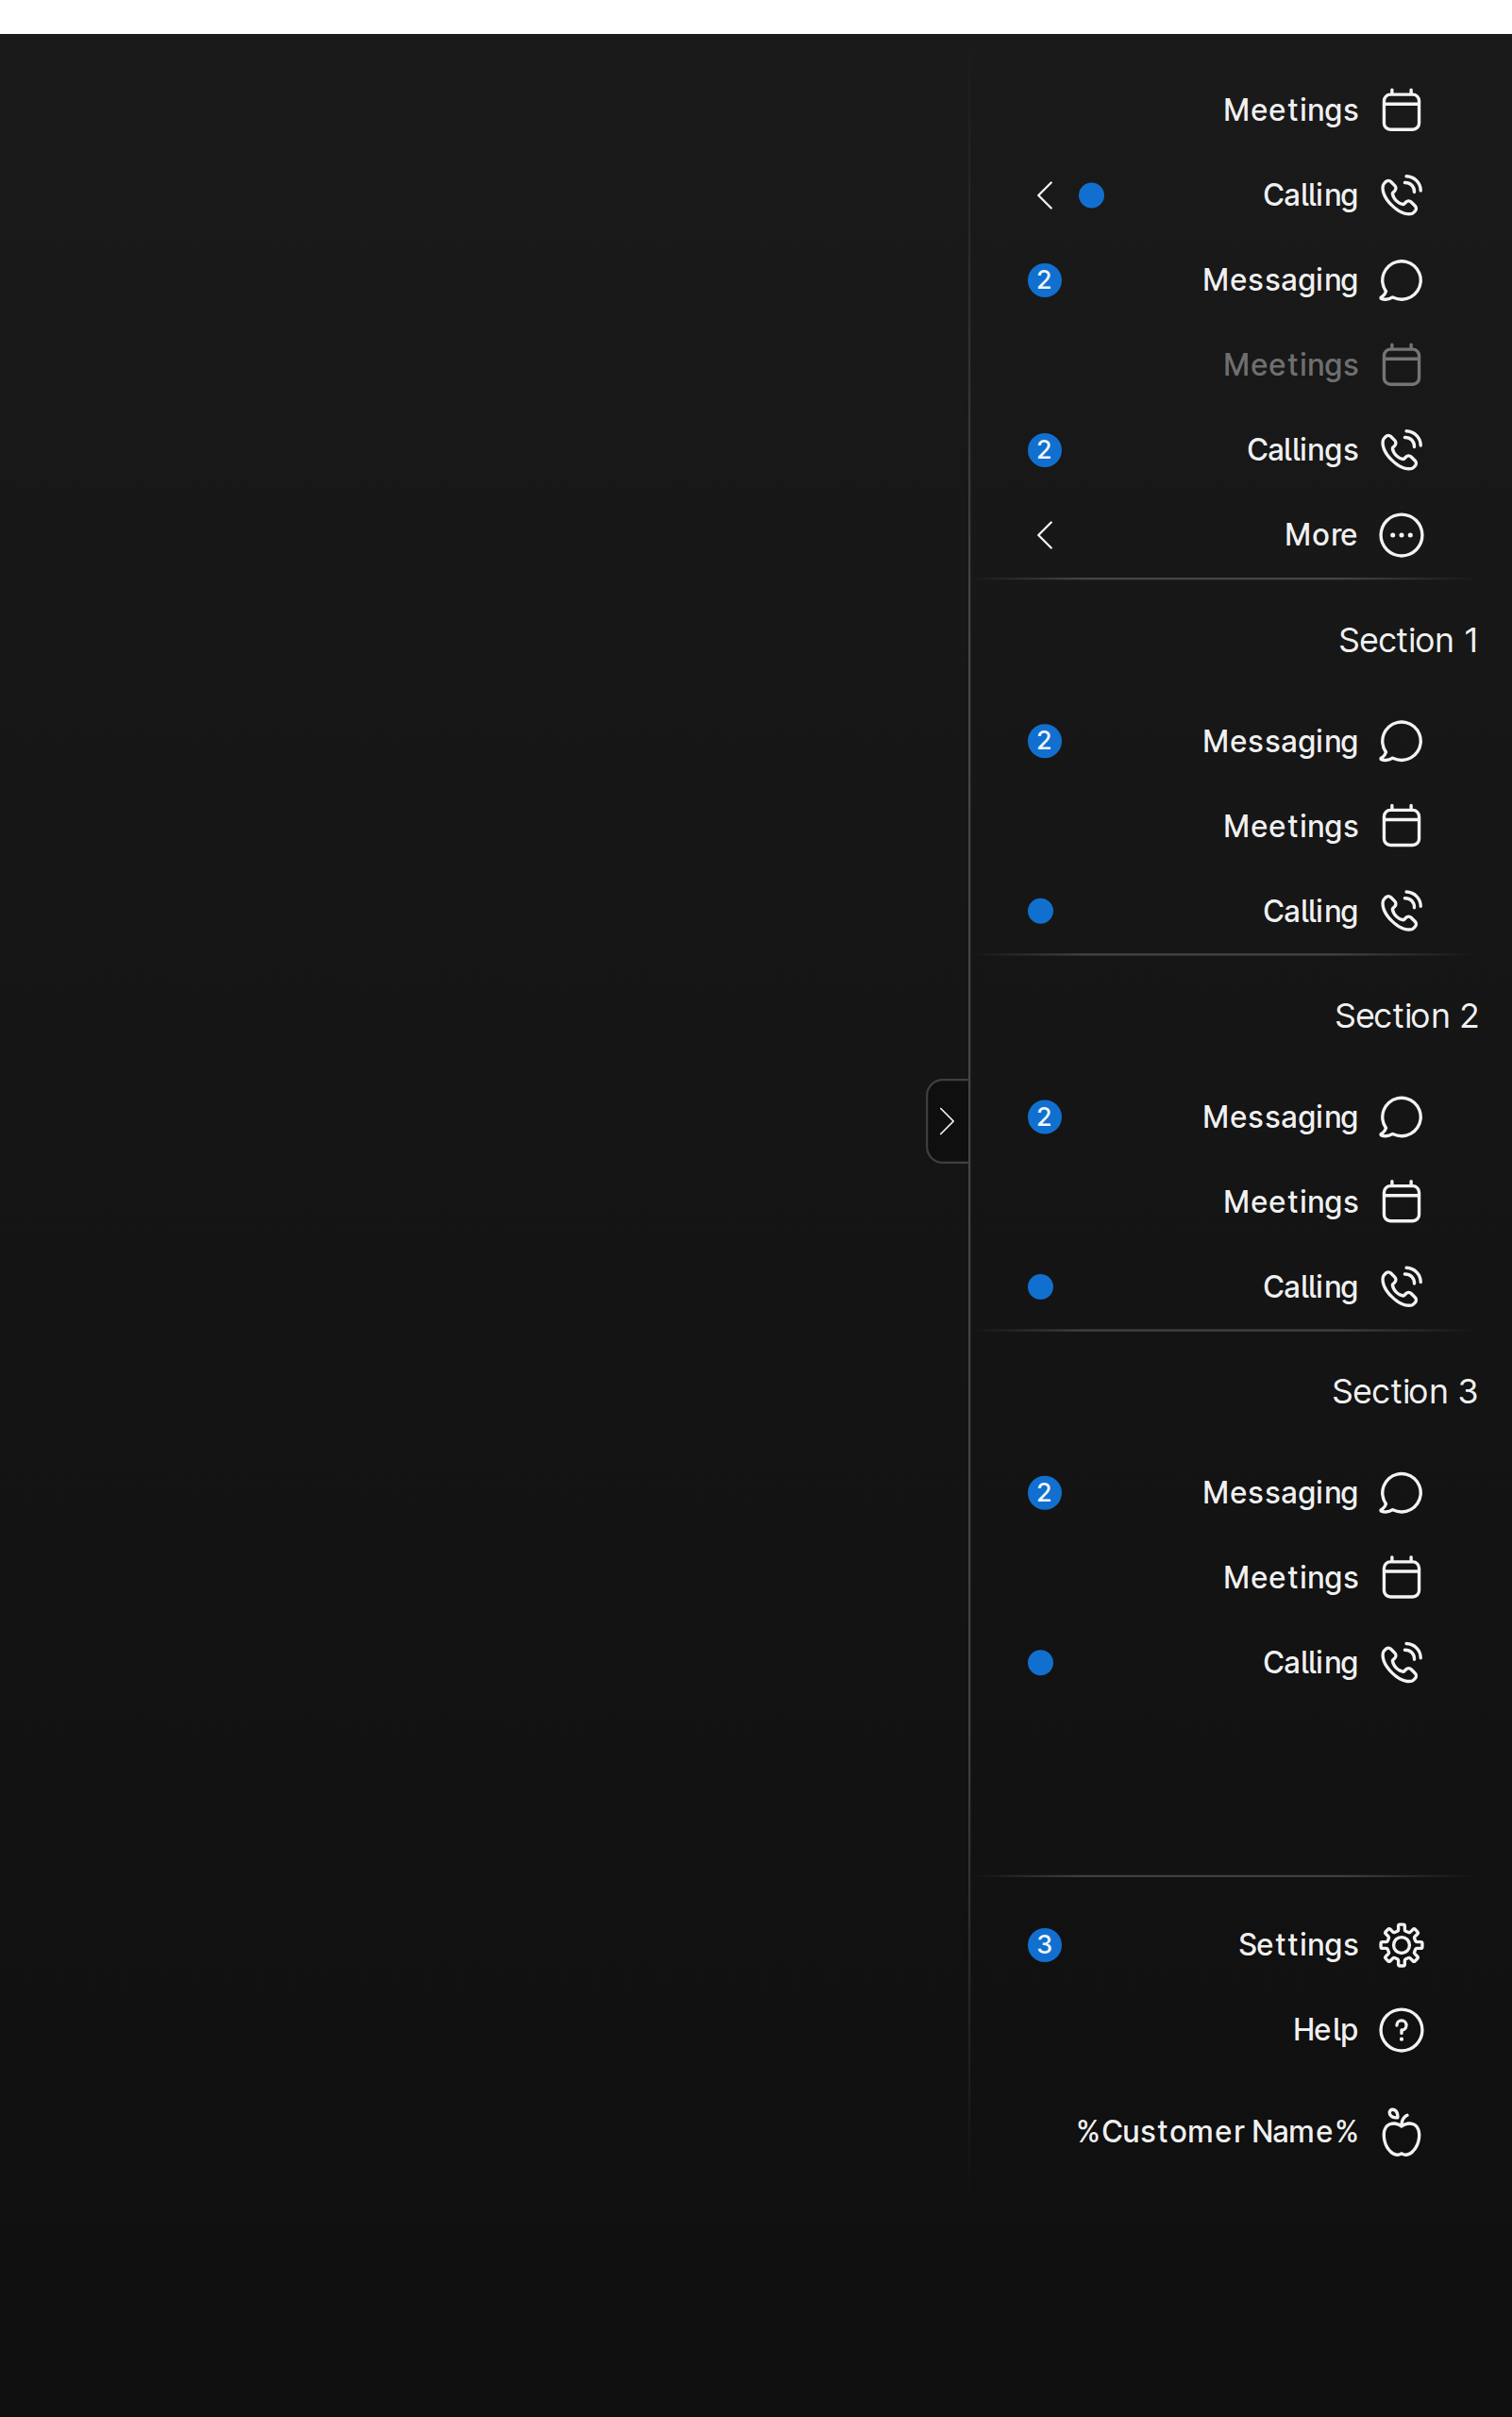 Meetings
Calling
2 Messaging
Meetings
2 Callings
More
Section 1
2 Messaging
Meetings
Calling
Section 2
2 Messaging
Meetings
Calling
Section 3
2 Messaging
Meetings
Calling
3 Settings
Help
%Customer Name%